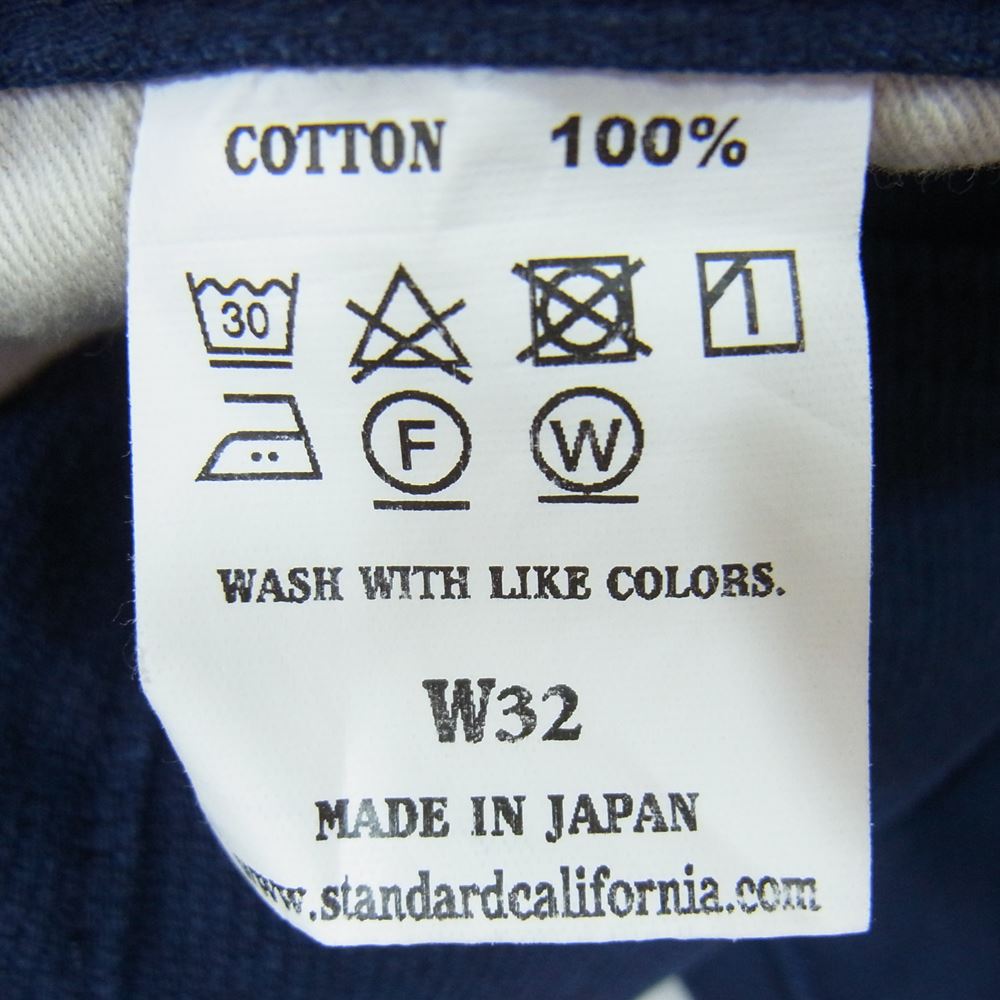 COTTON 100%
30
F W
WASH WITH LIKE COLORS.
W32
MADE IN JAPAN
www.standardcalifornia.com